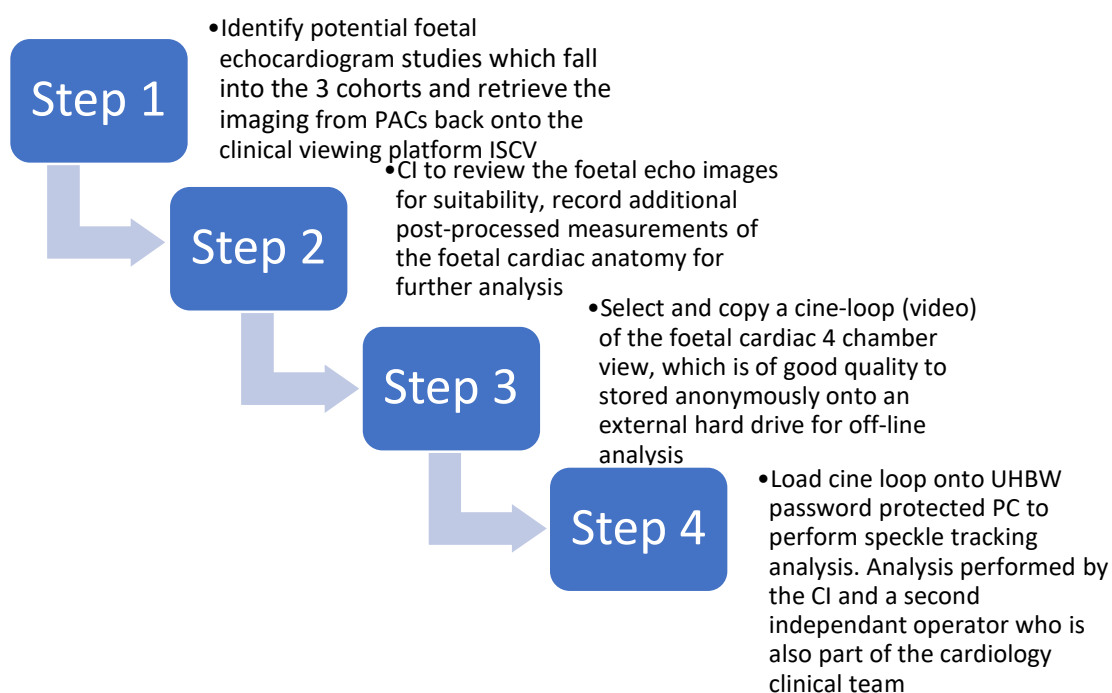 Step 1
•Identify potential foetal
echocardiogram studies which fall
into the 3 cohorts and retrieve the
imaging from PACs back onto the
clinical viewing platform ISCV
Step 2
•CI to review the foetal echo images
for suitability, record additional
post-processed measurements of
the foetal cardiac anatomy for
further analysis
Step 3
•Select and copy a cine-loop (video)
of the foetal cardiac 4 chamber
view, which is of good quality to
stored anonymously onto an
external hard drive for off-line
analysis
Step 4
•Load cine loop onto UHBW
password protected PC to
perform speckle tracking
analysis. Analysis performed by
the CI and a second
independant operator who is
also part of the cardiology
clinical team